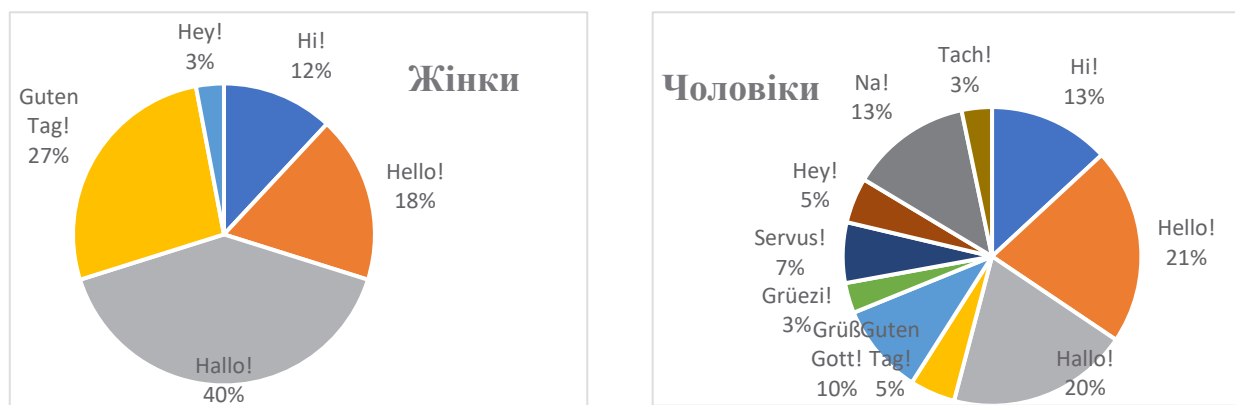 Жінки
Hey!
3%
Hi!
12%
Hello!
18%
Hallo!
40%
Guten
Tag!
27%
Чоловіки
Tach!
3%
Hi!
13%
Hello!
21%
Hallo!
20%
Guten
Tag!
5%
Grüß
Gott!
10%
Grüezi!
3%
Servus!
7%
Hey!
5%
Na!
13%